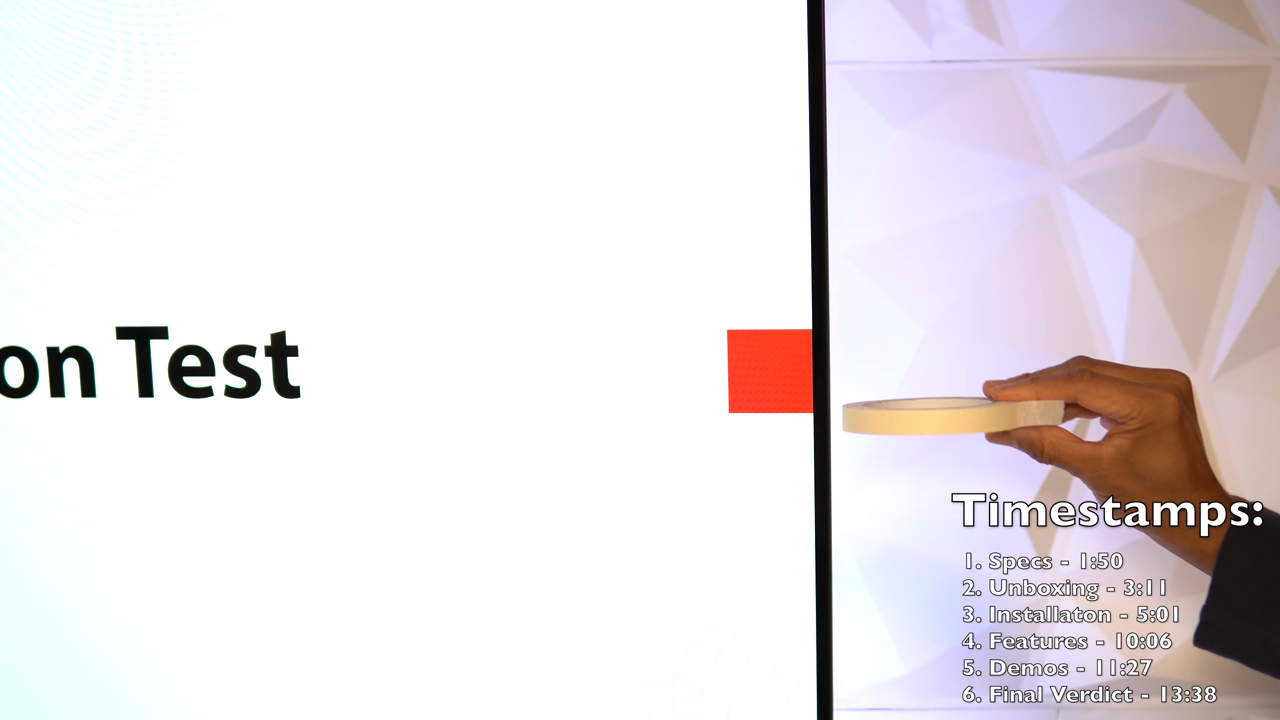 on Test
Timestamps:
1. Specs - 1:50
2. Unboxing - 3:11
3. Installaton - 5:01
4. Features - 10:06
5. Demos - 11:27
6. Final Verdict - 13:38